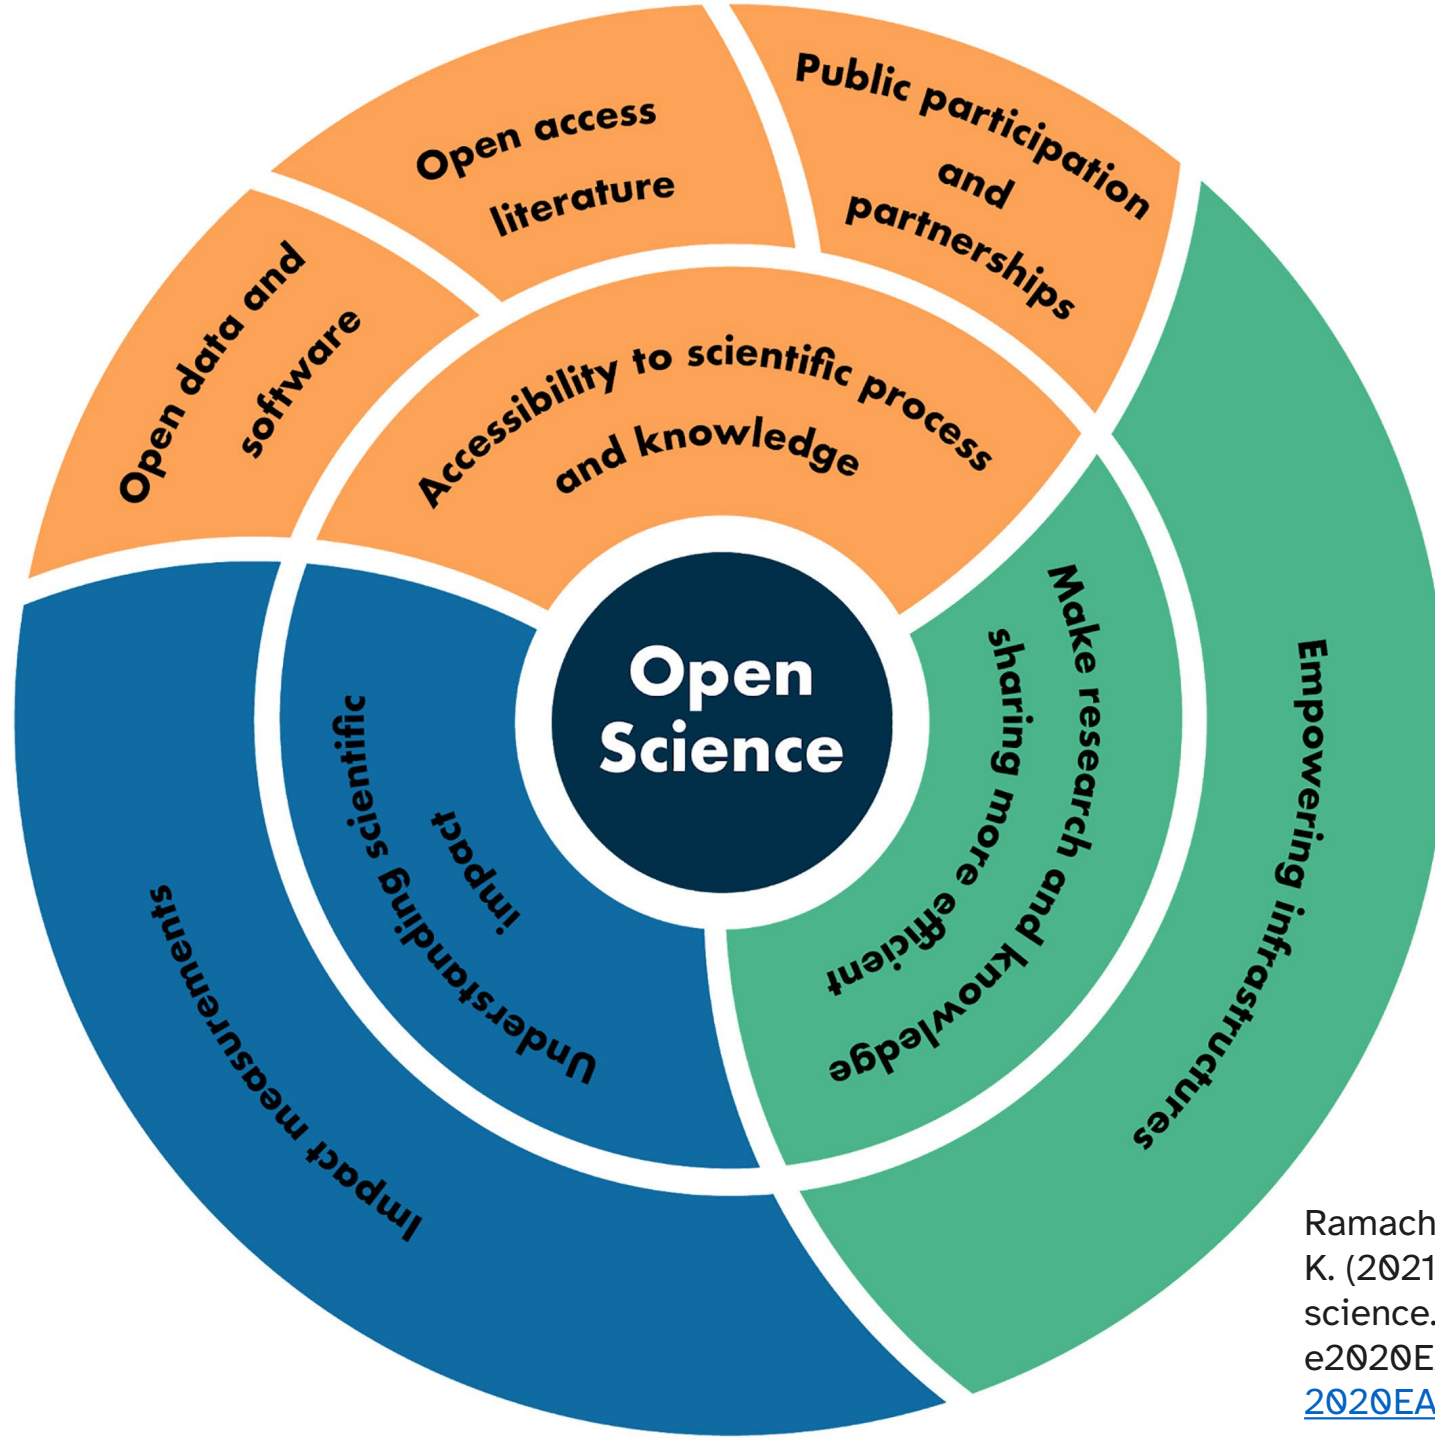 Public participation
and
partnerships
Open access
literature
Open data and
software
Accessibility to scientific process
and knowledge
Open
Science
Make research and knowledge
sharing more efficient
Empowering infrastructures
Understanding scientific
impact
Impact measurements
Ramach
K. (2021
science.
e2020E
2020EA